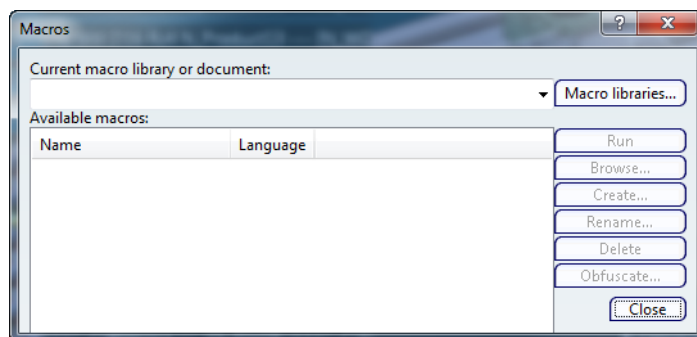 Macros
?
Current macro library or document:
Macro libraries...
Available macros:
Name Language
Run
Browse...
Create...
Rename...
Delete
Obfuscate...
Close